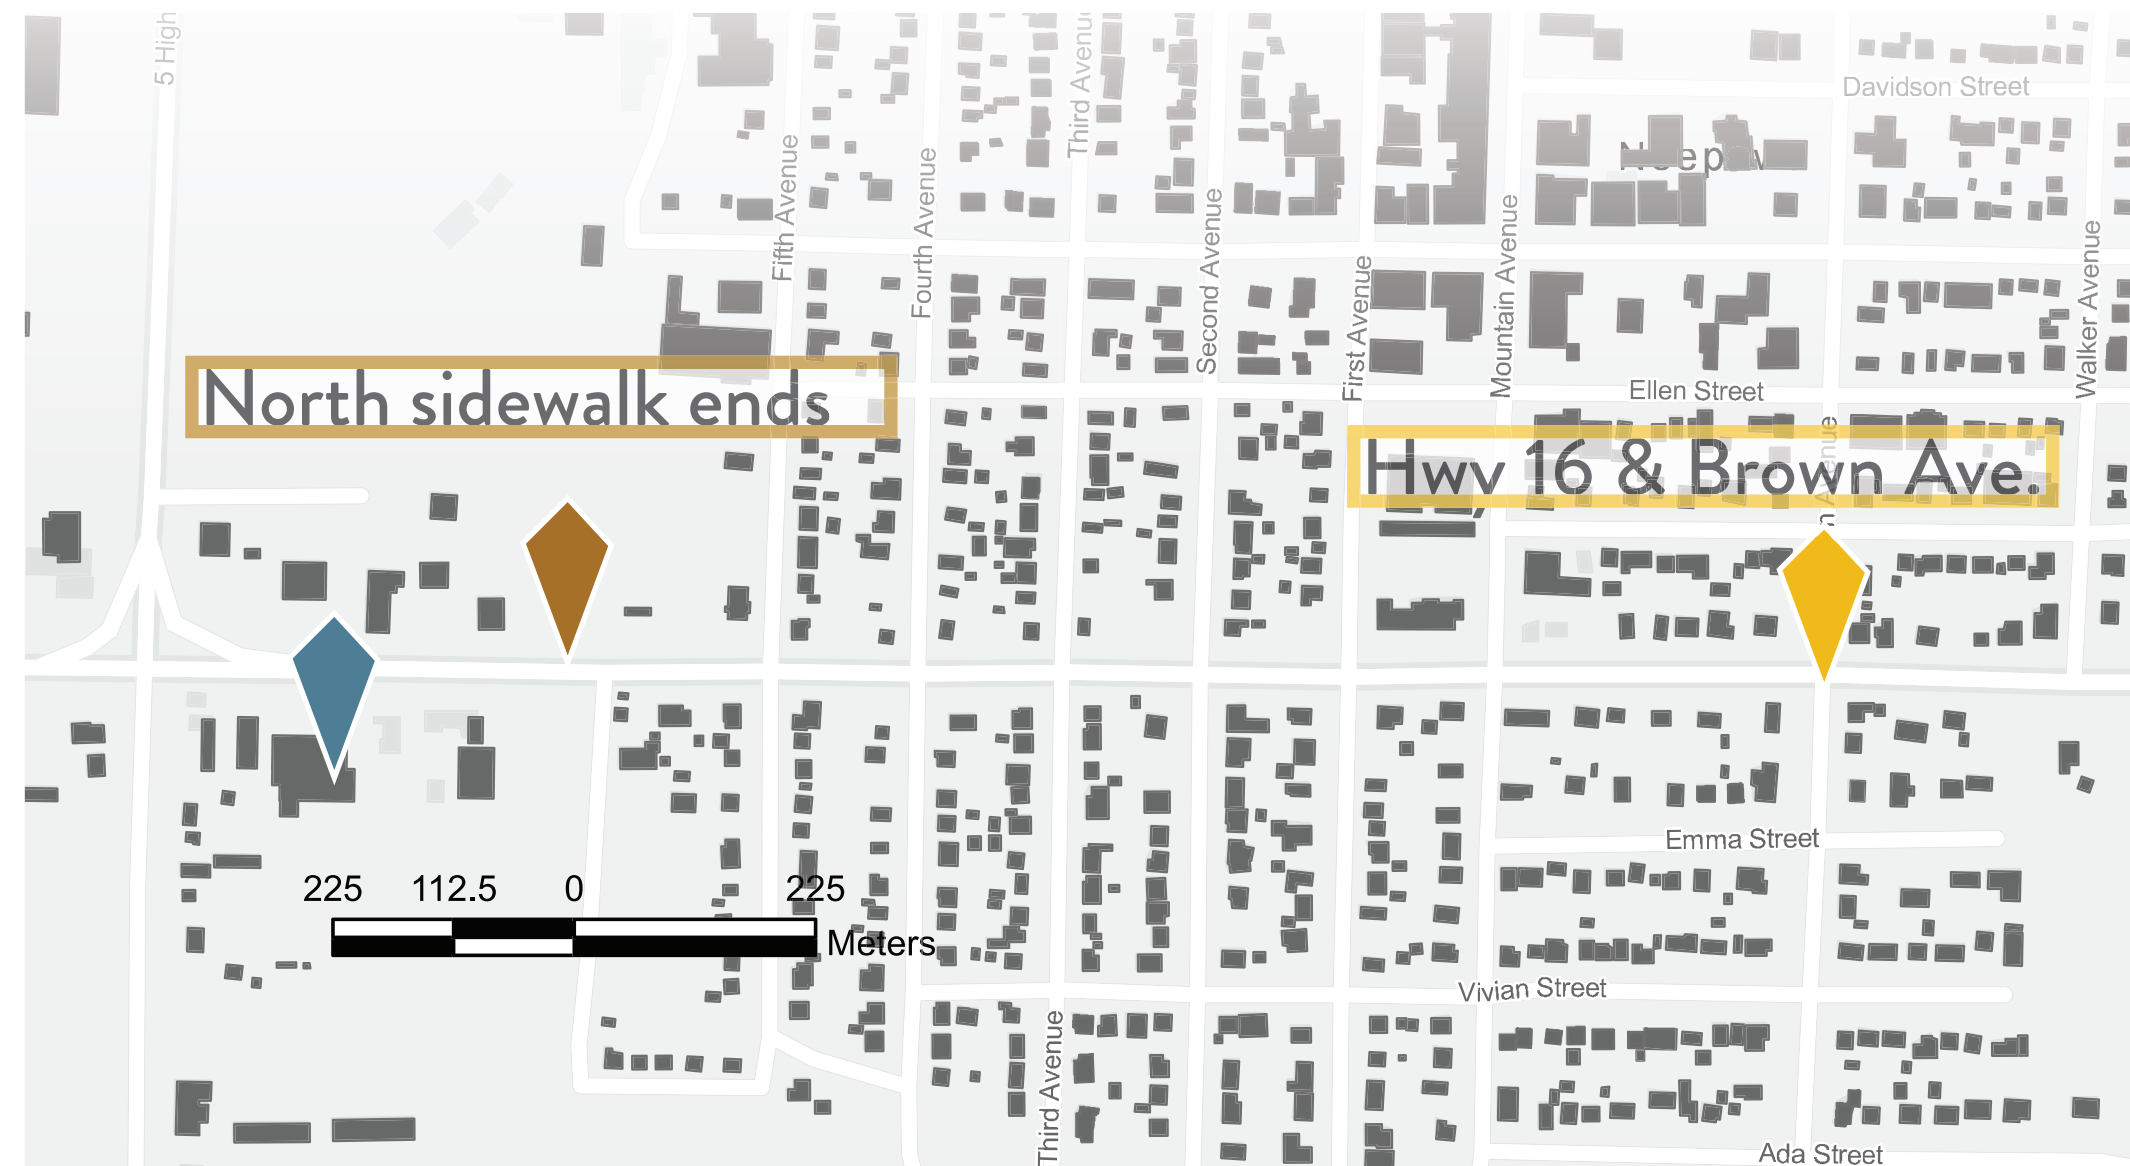 5 High
Third Avenue
Davidson Street
Fifth Avenue
Fourth Avenue
Second Avenue
First Avenue
Mountain Avenue
Walker Avenue
Ellen Street
North sidewalk ends
Hwy 16 & Brown Ave.
Emma Street
225 112.5 0 225
Meters
Vivian Street
Third Avenue
Ada Street